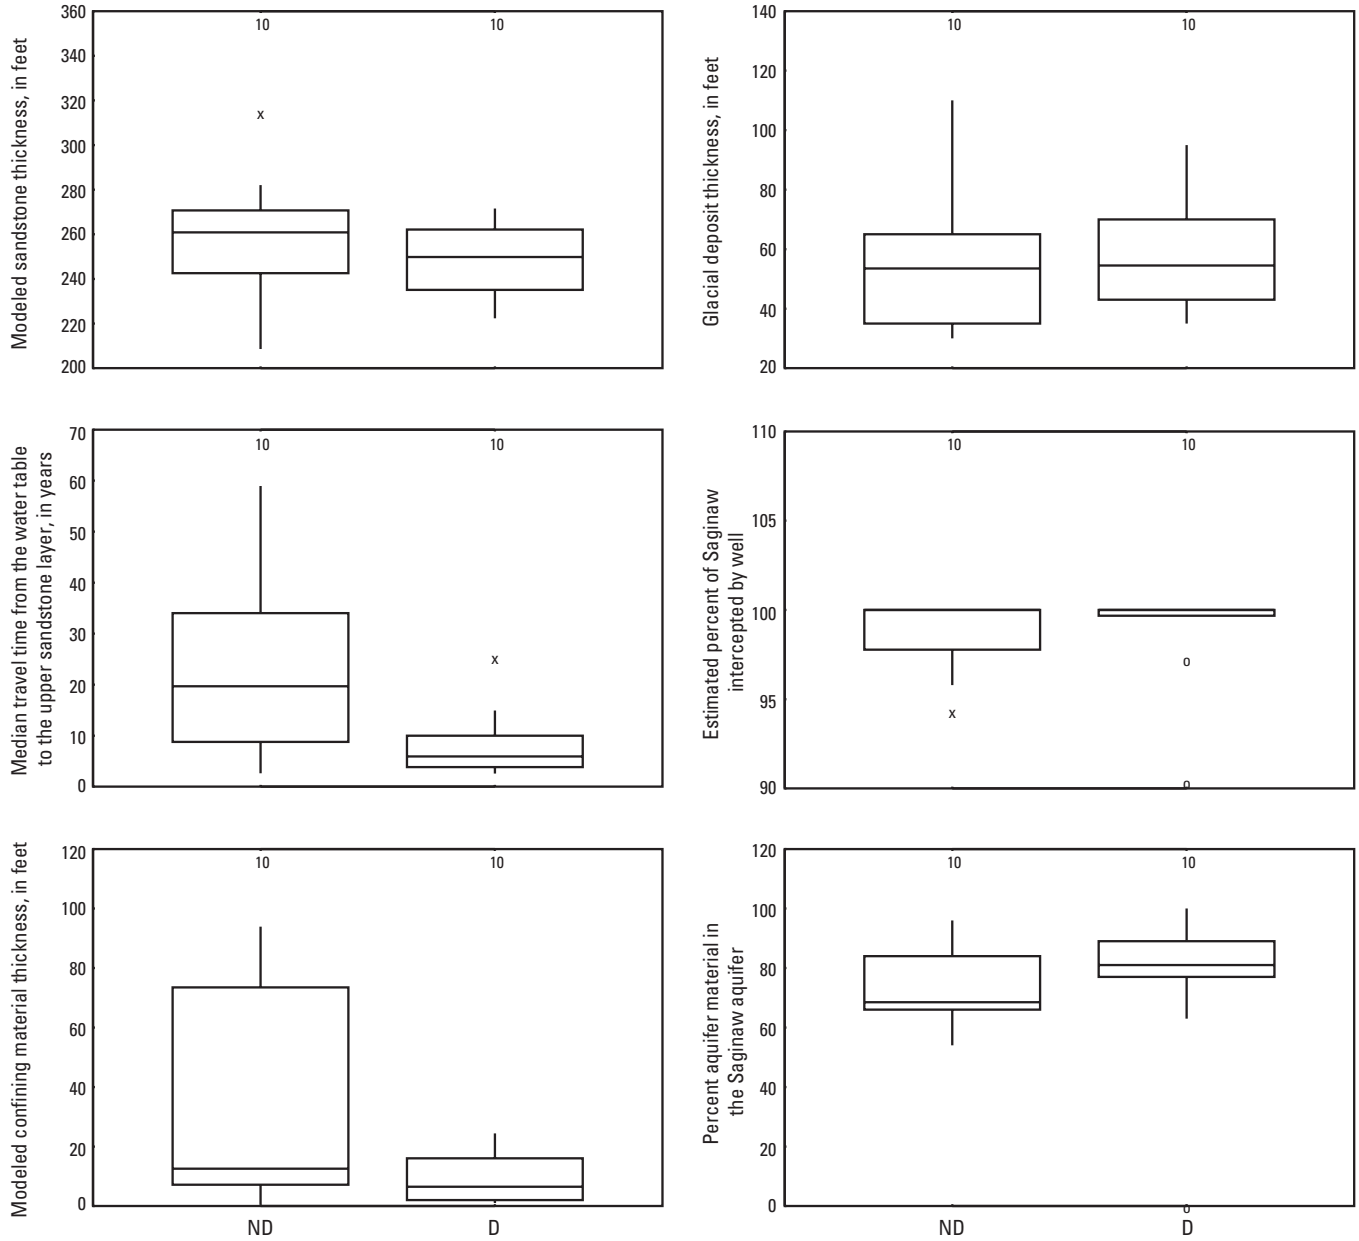 Modeled sandstone thickness, in feet
360
340
320
300
280
260
240
220
200
10
10
x
Glacial deposit thickness, in feet
140
120
100
80
60
40
20
10
10
Median travel time from the water table
to the upper sandstone layer, in years
70
60
50
40
30
20
10
0
10
10
x
Estimated percent of Saginaw
intercepted by well
110
105
100
95
90
10
10
x
o
o
Modeled confining material thickness, in feet
120
100
80
60
40
20
0
10
10
ND
D
Percent aquifer material in
the Saginaw aquifer
120
100
80
60
40
20
0
10
10
o
ND
D